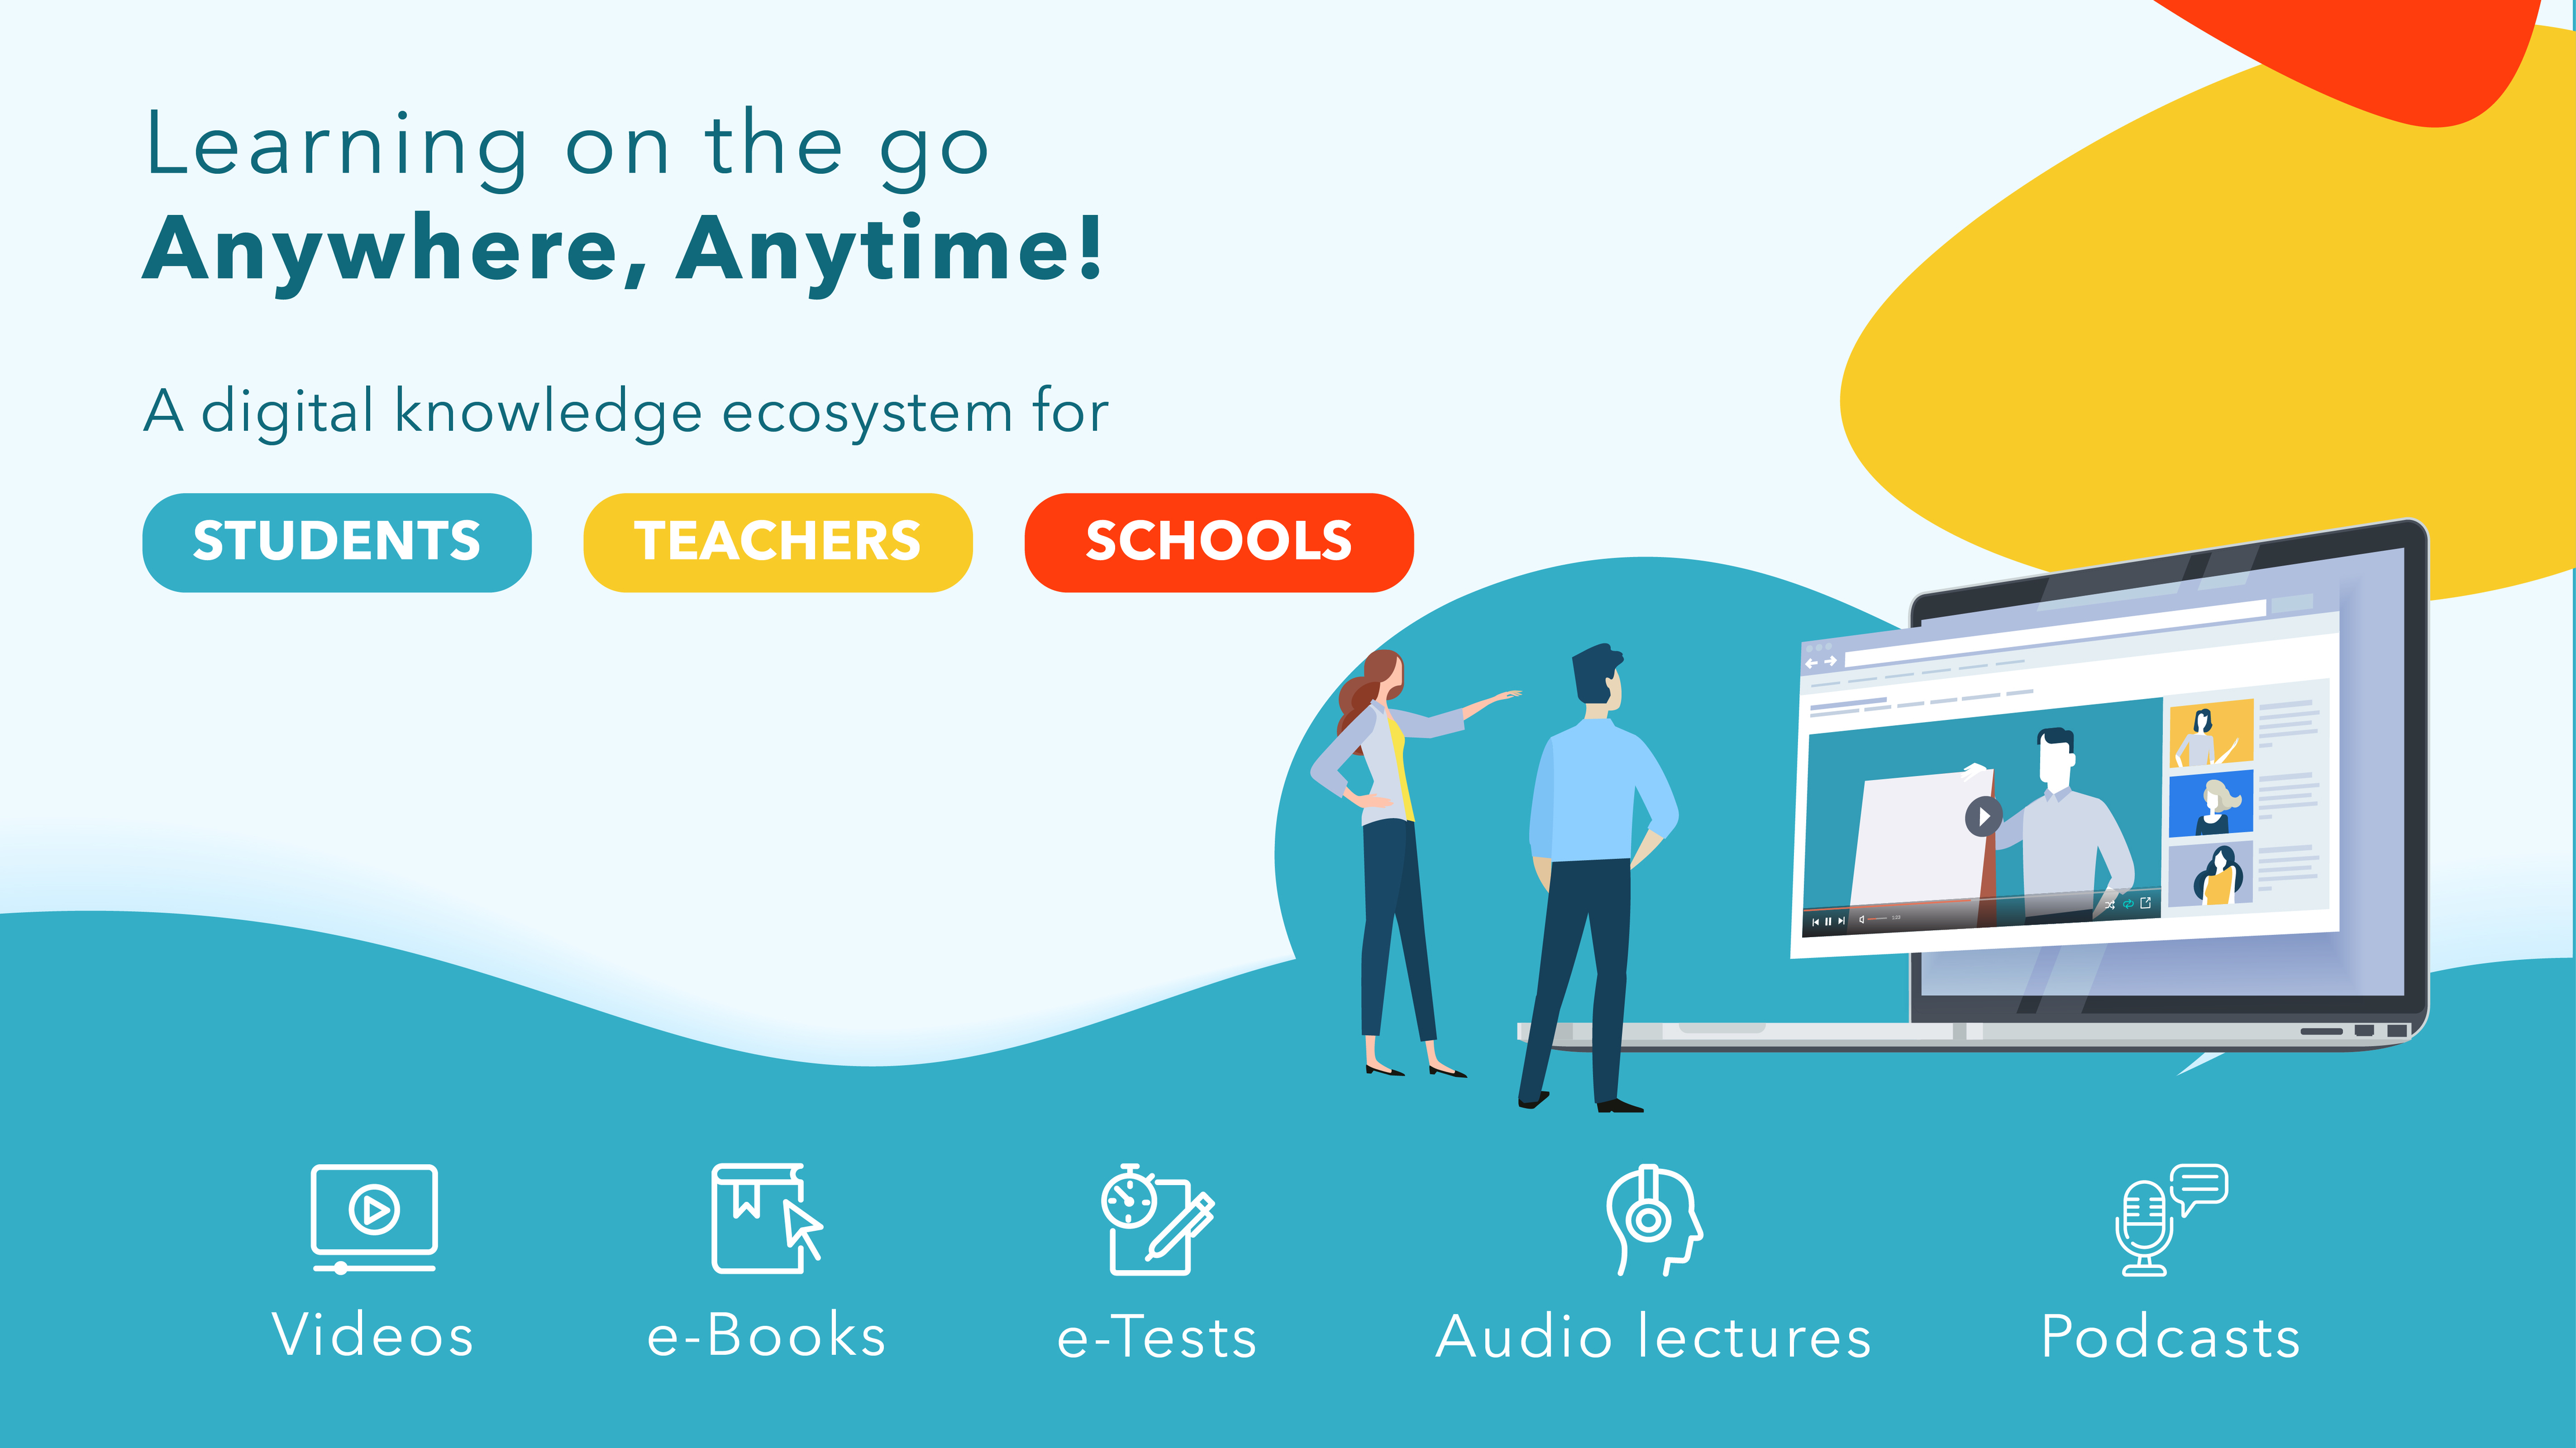 Learning on the go
Anywhere, Anytime!
A digital knowledge ecosystem for
STUDENTS TEACHERS SCHOOLS
Videos e-Books e-Tests Audio lectures Podcasts